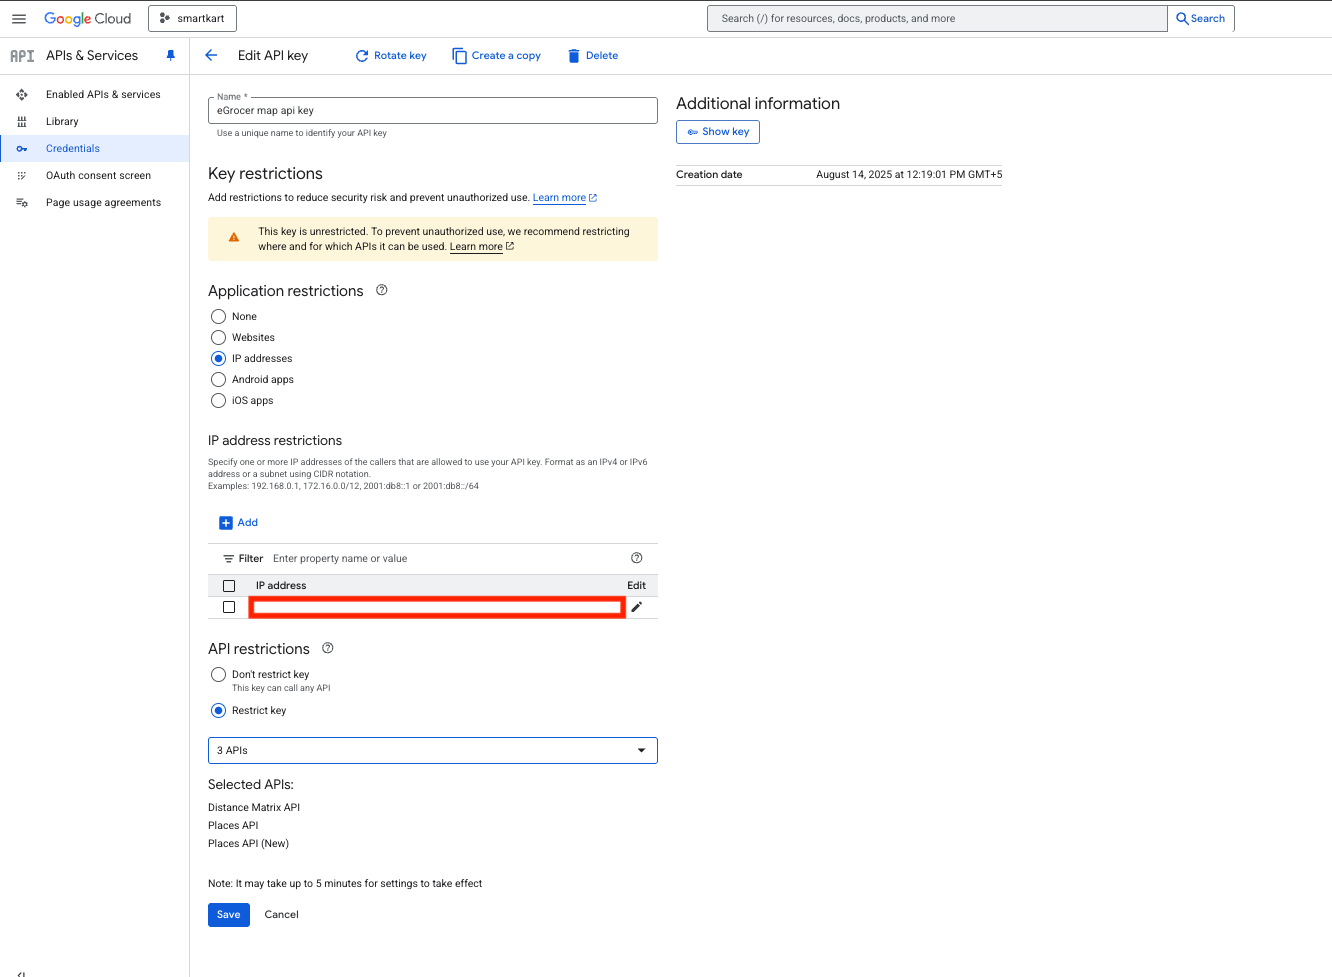 Google Cloud
smartkart
Search (/) for resources, docs, products, and more
Search
API
APIs & Services
Edit API key
Rotate key
Create a copy
Delete
Enabled APIs & services
Library
Credentials
OAuth consent screen
Page usage agreements
Name *
eGrocer map api key
Use a unique name to identify your API key
Key restrictions
Add restrictions to reduce security risk and prevent unauthorized use. Learn more
This key is unrestricted. To prevent unauthorized use, we recommend restricting
where and for which APIs it can be used. Learn more
Application restrictions
None
Websites
IP addresses
Android apps
iOS apps
IP address restrictions
Specify one or more IP addresses of the callers that are allowed to use your API key. Format as an IPv4 or IPv6
address or a subnet using CIDR notation.
Examples: 192.168.0.1, 172.16.0.0/12, 2001:db8::1 or 2001:db8::/64
Add
Filter Enter property name or value
IP address Edit
API restrictions
Don't restrict key
This key can call any API
Restrict key
3 APIs
Selected APIs:
Distance Matrix API
Places API
Places API (New)
Note: It may take up to 5 minutes for settings to take effect
Save Cancel
Additional information
Show key
Creation date August 14, 2025 at 12:19:01 PM GMT+5